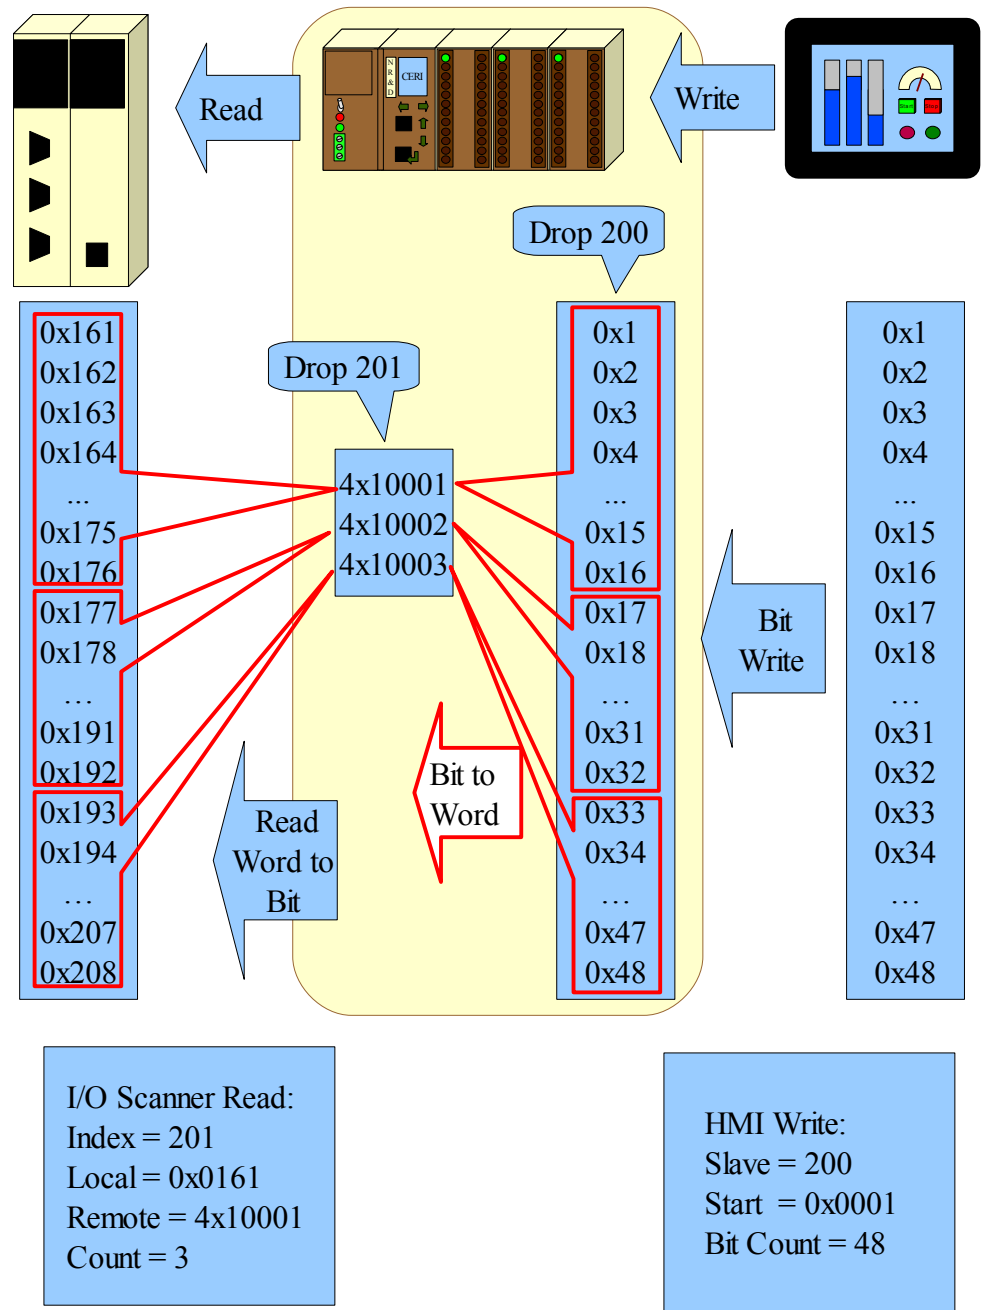 Read
N
R
&
D
CERI
Write
Start
Stop
Drop 200
Drop 201
0x161
0x162
0x163
0x164
...
0x175
0x176
0x177
0x178
...
0x191
0x192
0x193
0x194
...
0x207
0x208
4x10001
4x10002
4x10003
0x1
0x2
0x3
0x4
...
0x15
0x16
0x17
0x18
...
0x31
0x32
0x33
0x34
...
0x47
0x48
0x1
0x2
0x3
0x4
...
0x15
0x16
0x17
0x18
...
0x31
0x32
0x33
0x34
...
0x47
0x48
Bit
Write
Bit to
Word
Read
Word to
Bit
I/O Scanner Read:
Index = 201
Local = 0x0161
Remote = 4x10001
Count = 3
HMI Write:
Slave = 200
Start = 0x0001
Bit Count = 48